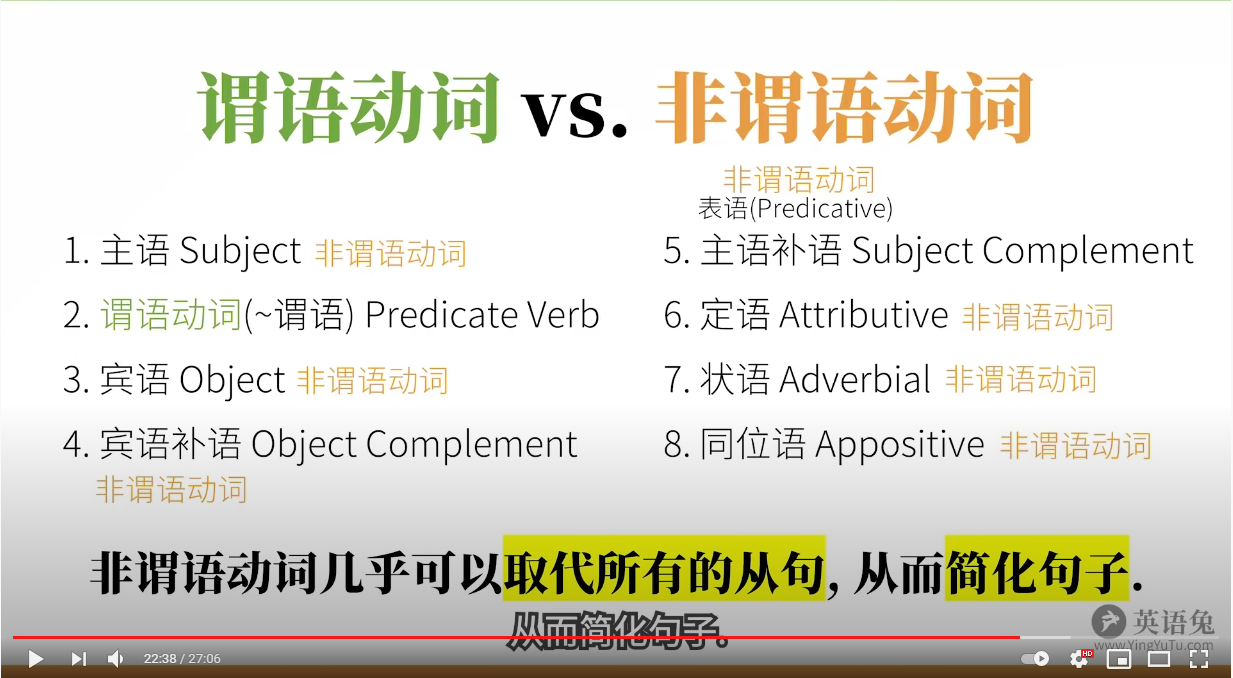 谓语动词 vs. 非谓语动词
非谓语动词
表语(Predicative)
1. 主语 Subject 非谓语动词
2. 谓语动词(~谓语) Predicate Verb
3. 宾语 Object 非谓语动词
4. 宾语补语 Object Complement
非谓语动词
5. 主语补语 Subject Complement
6. 定语 Attributive 非谓语动词
7. 状语 Adverbial 非谓语动词
8. 同位语 Appositive 非谓语动词
非谓语动词几乎可以取代所有的从句, 从而简化句子.
从而简化句子.
英语兔
www.YingYuTu.com
22:38 / 27:06
HD